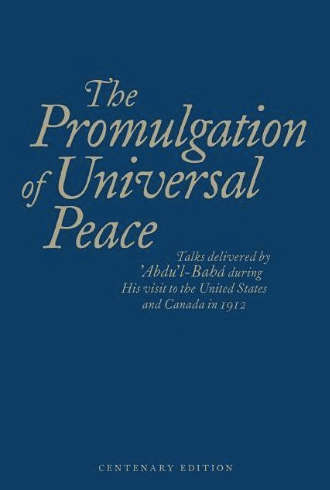 The
Promulgation
of Universal
Peace
Talks delivered by
'Abdu'l-Bahá during
His visit to the United States
and Canada in 1912
CENTENARY EDITION